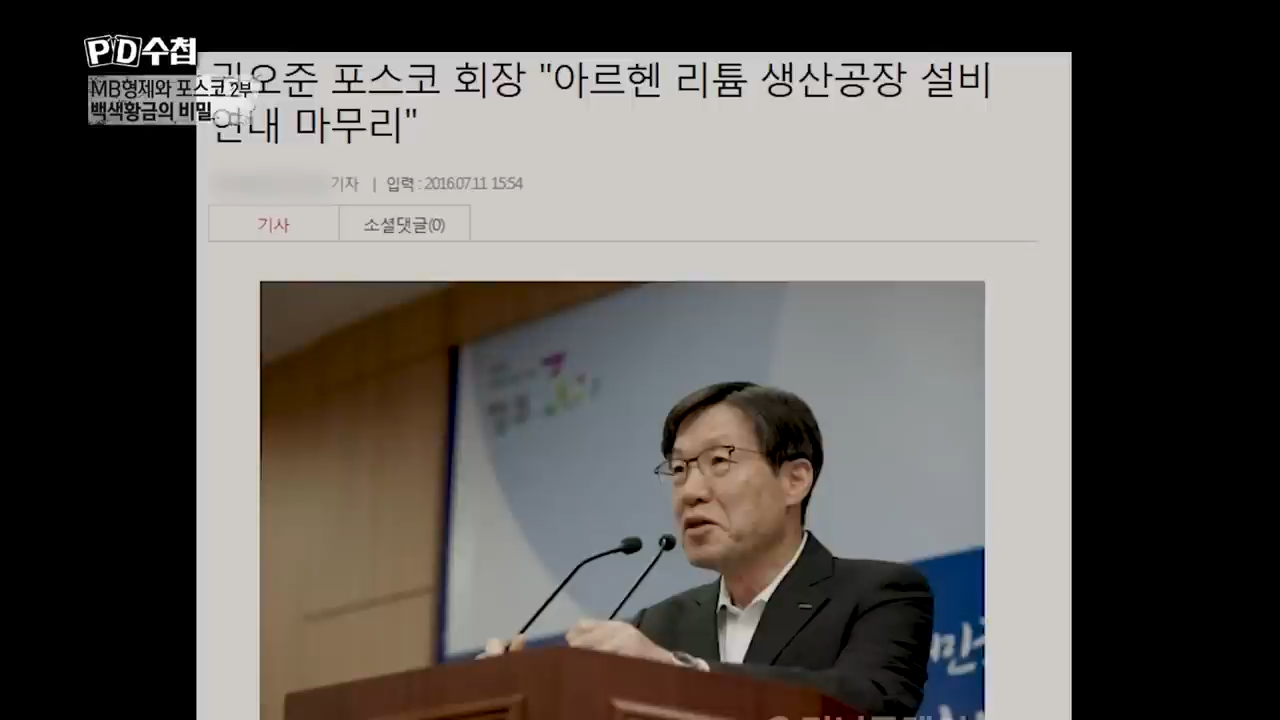 PD수첩
MB형제와 포스코 2부
백색황금의 비밀
권오준 포스코 회장 "아르헨 리튬 생산공장 설비
연내 마무리"
기자 | 입력 : 2016.07.11 15:54
기사
소셜댓글(0)